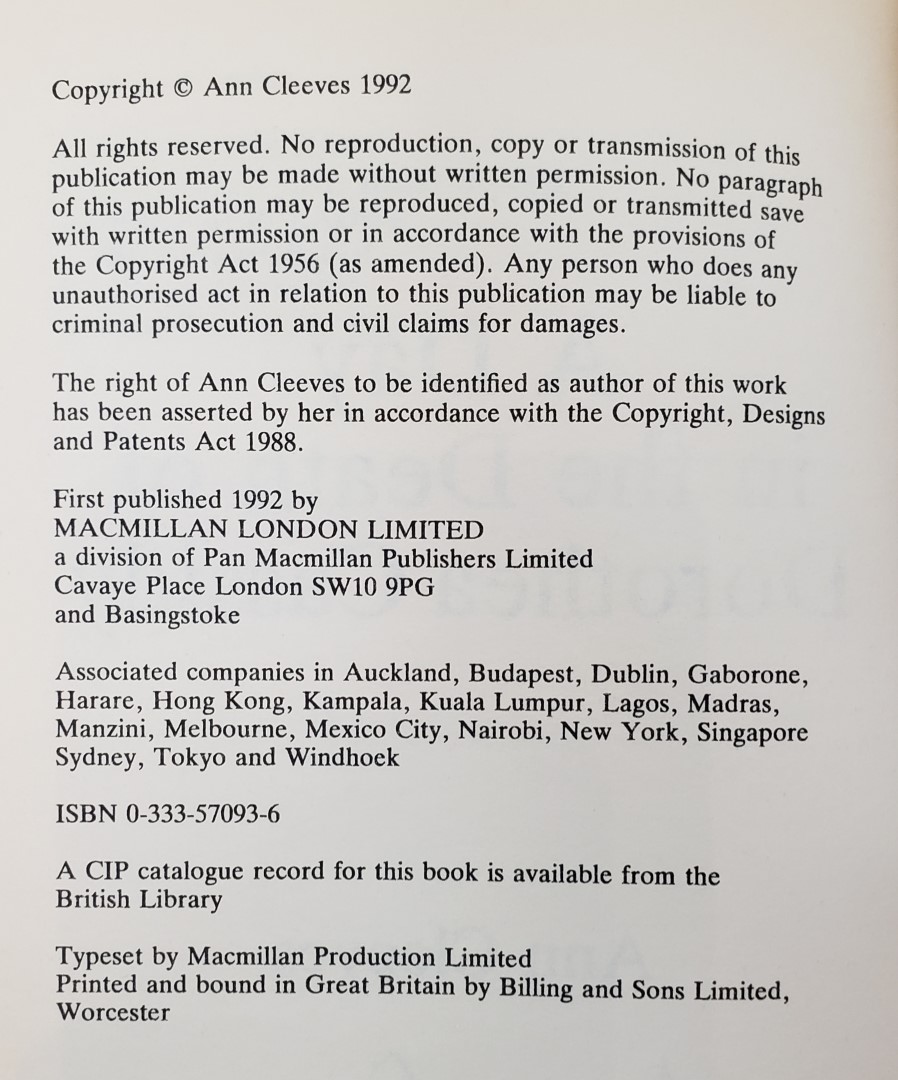 Copyright © Ann Cleeves 1992
All rights reserved. No reproduction, copy or transmission of this
publication may be made without written permission. No paragraph
of this publication may be reproduced, copied or transmitted save
with written permission or in accordance with the provisions of
the Copyright Act 1956 (as amended). Any person who does any
unauthorised act in relation to this publication may be liable to
criminal prosecution and civil claims for damages.
The right of Ann Cleeves to be identified as author of this work
has been asserted by her in accordance with the Copyright, Designs
and Patents Act 1988.
First published 1992 by
MACMILLAN LONDON LIMITED
a division of Pan Macmillan Publishers Limited
Cavaye Place London SW10 9PG
and Basingstoke
Associated companies in Auckland, Budapest, Dublin, Gaborone,
Harare, Hong Kong, Kampala, Kuala Lumpur, Lagos, Madras,
Manzini, Melbourne, Mexico City, Nairobi, New York, Singapore
Sydney, Tokyo and Windhoek
ISBN 0-333-57093-6
A CIP catalogue record for this book is available from the
British Library
Typeset by Macmillan Production Limited
Printed and bound in Great Britain by Billing and Sons Limited,
Worcester